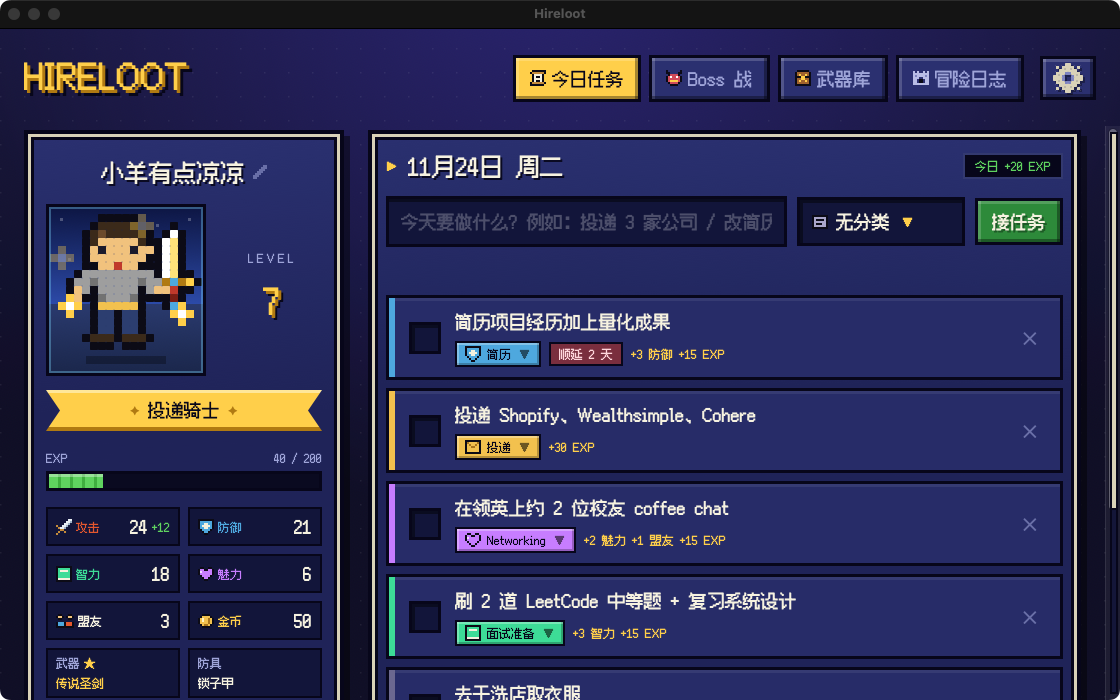 Hireloot
HIRELOOT
今日任务
Boss 战
武器库
冒险日志
小羊有点凉凉
LEVEL
7
投递骑士
EXP
40 / 200
攻击 24 +12
防御 21
智力 18
魅力 6
盟友 3
金币 50
武器
传说圣剑
防具
锁子甲
11月24日 周二
今日 +20 EXP
今天要做什么? 例如: 投递 3 家公司 / 改简历
无分类 ▼
接任务
简历项目经历加上量化成果
简历 ▼ 顺延 2 天 +3 防御 +15 EXP
投递 Shopify、Wealthsimple、Cohere
投递 ▼ +30 EXP
在领英上约 2 位校友 coffee chat
Networking ▼ +2 魅力 +1 盟友 +15 EXP
刷 2 道 LeetCode 中等题 + 复习系统设计
面试准备 ▼ +3 智力 +15 EXP
去干洗店取衣服